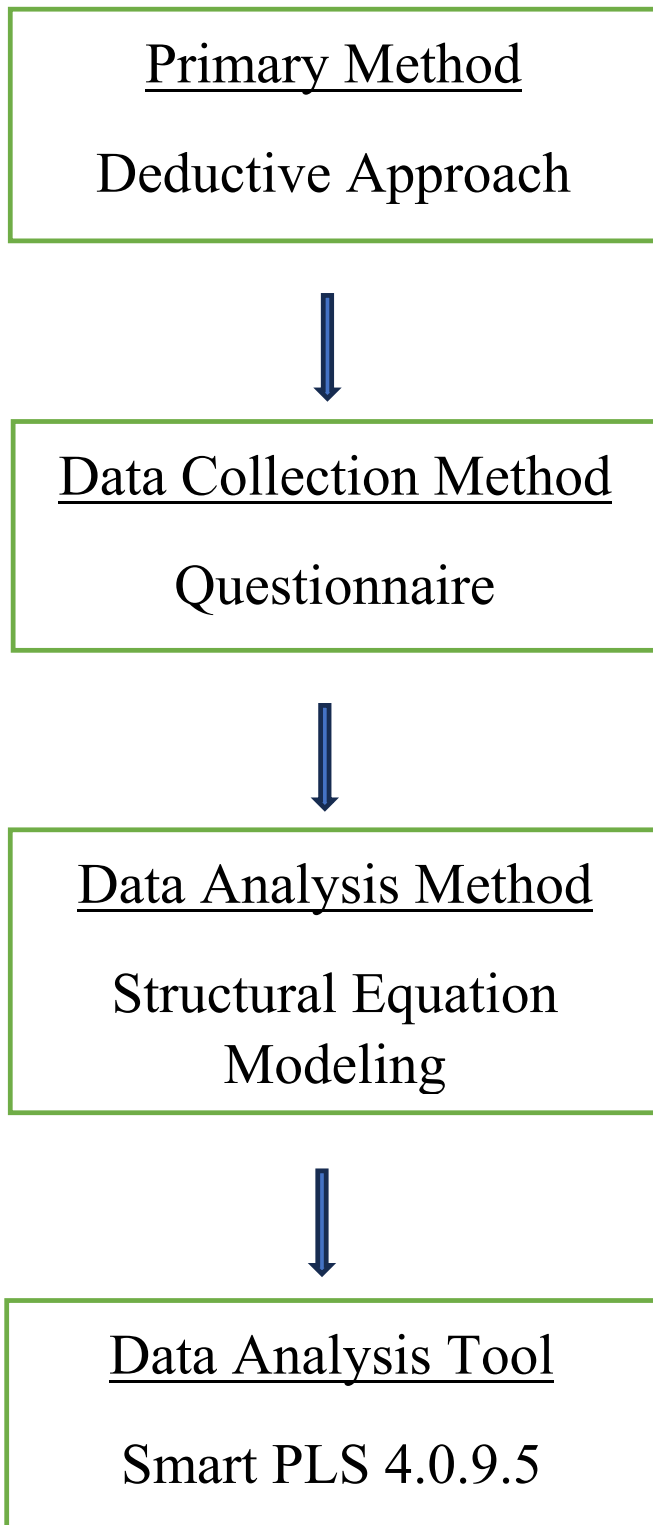 Primary Method
Deductive Approach
Data Collection Method
Questionnaire
Data Analysis Method
Structural Equation
Modeling
Data Analysis Tool
Smart PLS 4.0.9.5